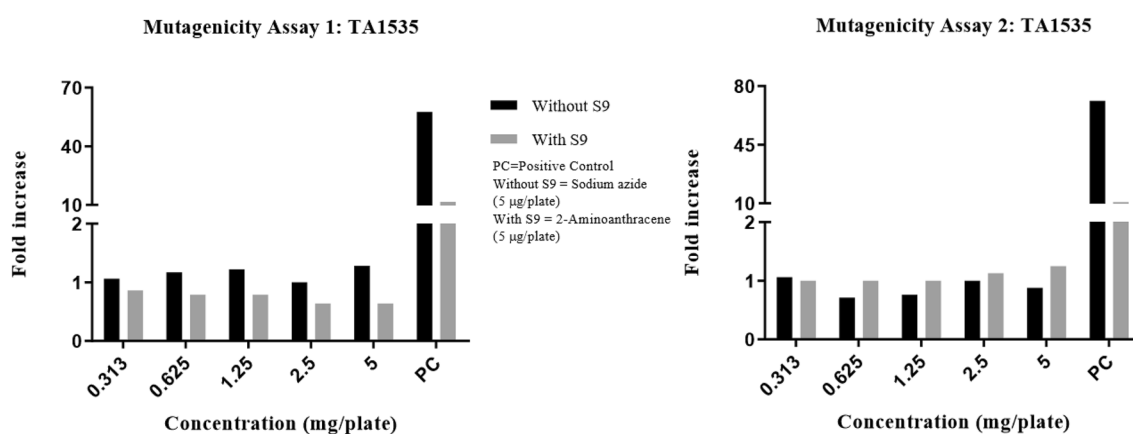 Mutagenicity Assay 1: TA1535
Fold increase
70
40
10
2
1
0
0.313
0.625
1.25
2.5
5
PC
Concentration (mg/plate)
Without S9
With S9
PC=Positive Control
Without S9 = Sodium azide
(5 µg/plate)
With S9 = 2-Aminoanthracene
(5 µg/plate)
Mutagenicity Assay 2: TA1535
Fold increase
80
45
10
2
1
0
0.313
0.625
1.25
2.5
5
PC
Concentration (mg/plate)